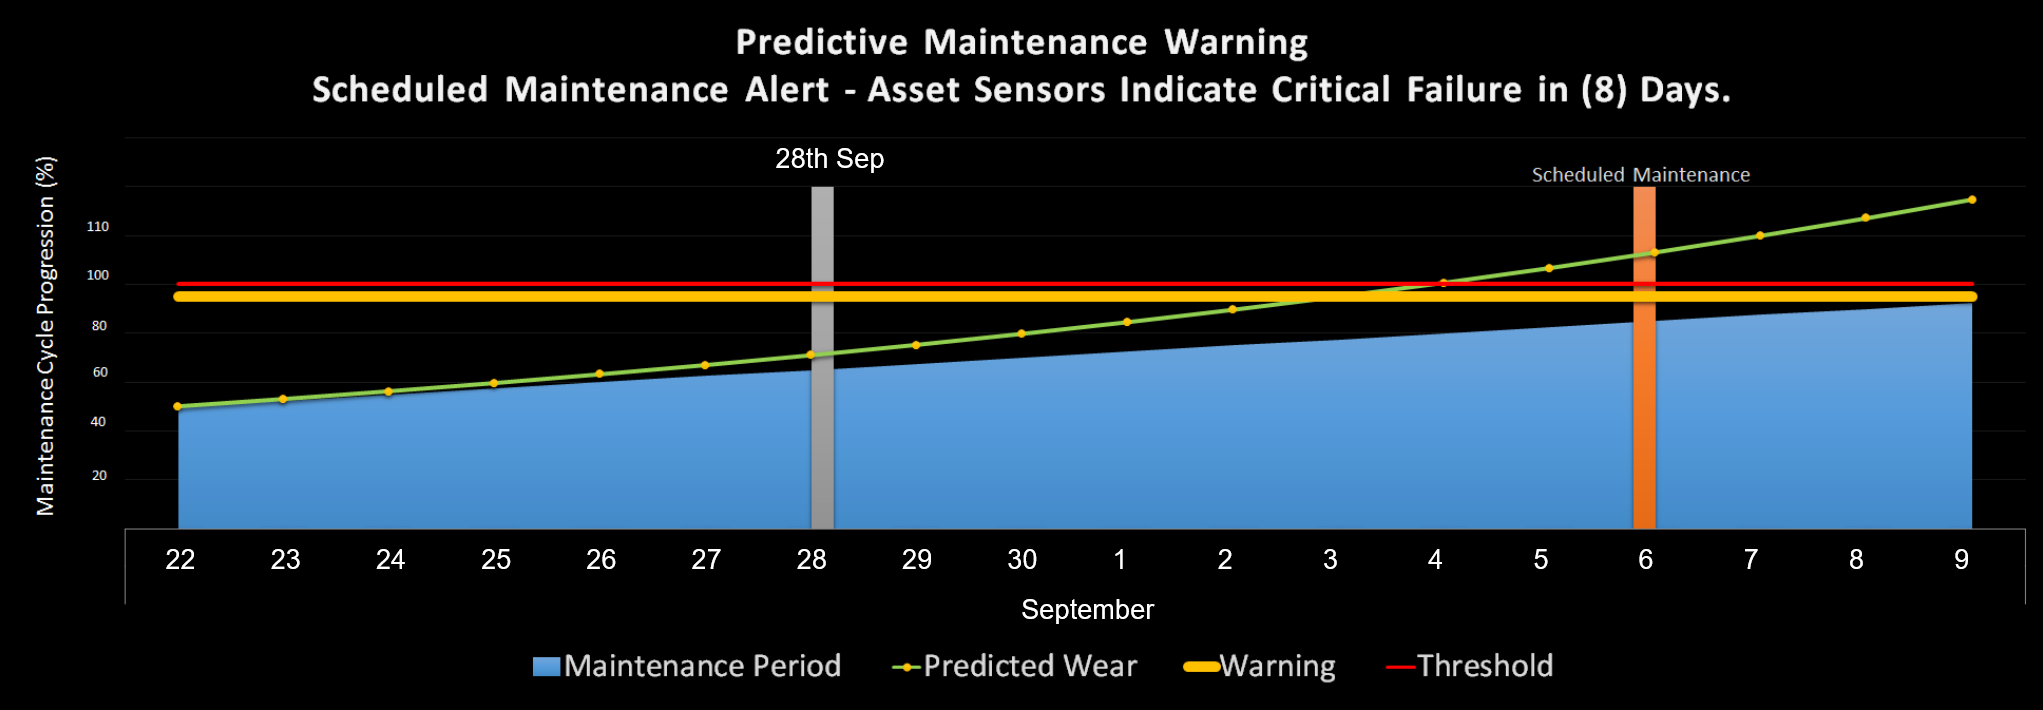 Predictive Maintenance Warning
Scheduled Maintenance Alert - Asset Sensors Indicate Critical Failure in (8) Days.
28th Sep
Scheduled Maintenance
Maintenance Cycle Progression (%)
110
100
80
60
40
20
22 23 24 25 26 27 28 29 30 1 2 3 4 5 6 7 8 9
September
Maintenance Period Predicted Wear Warning Threshold